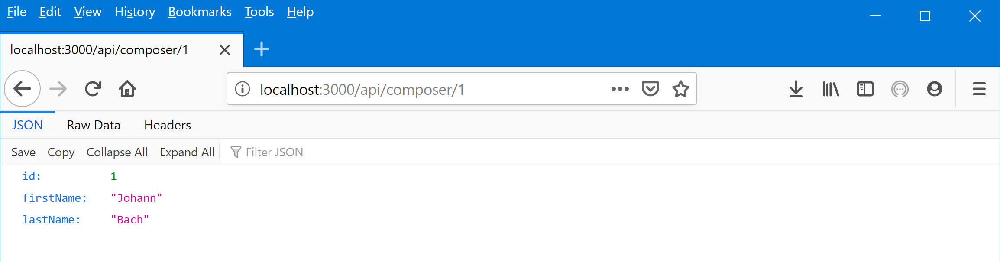 File Edit View History Bookmarks Tools Help
localhost:3000/api/composer/1
localhost:3000/api/composer/1
JSON Raw Data Headers
Save Copy Collapse All Expand All Filter JSON
id: 1
firstName: "Johann"
lastName: "Bach"